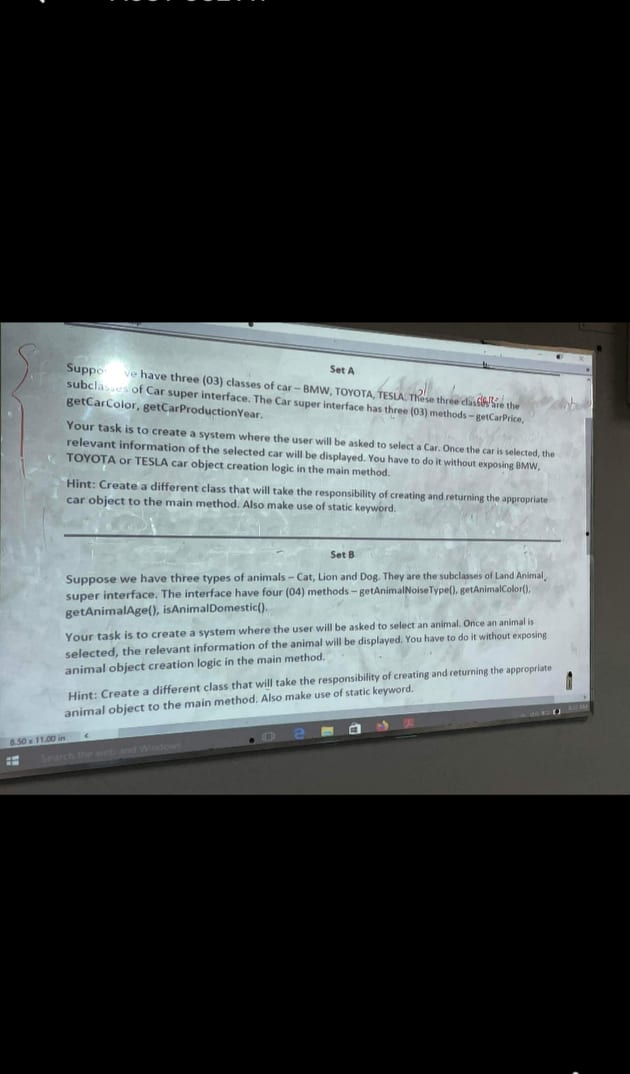 Set A
Suppo we have three (03) classes of car – BMW, TOYOTA, TESLA. These three classes are the
subclasses of Car super interface. The Car super interface has three (03) methods – getCarPrice,
getCarColor, getCarProductionYear.
Your task is to create a system where the user will be asked to select a Car. Once the car is selected, the
relevant information of the selected car will be displayed. You have to do it without exposing BMW,
TOYOTA or TESLA car object creation logic in the main method.
Hint: Create a different class that will take the responsibility of creating and returning the appropriate
car object to the main method. Also make use of static keyword.
Set B
Suppose we have three types of animals – Cat, Lion and Dog. They are the subclasses of Land Animal
super interface. The interface have four (04) methods – getAnimalNoiseType(), getAnimalColor(),
getAnimalAge(), isAnimalDomestic().
Your task is to create a system where the user will be asked to select an animal. Once an animal is
selected, the relevant information of the animal will be displayed. You have to do it without exposing
animal object creation logic in the main method.
Hint: Create a different class that will take the responsibility of creating and returning the appropriate
animal object to the main method. Also make use of static keyword.
8.50 x 11.00 in
Search the web and Windows